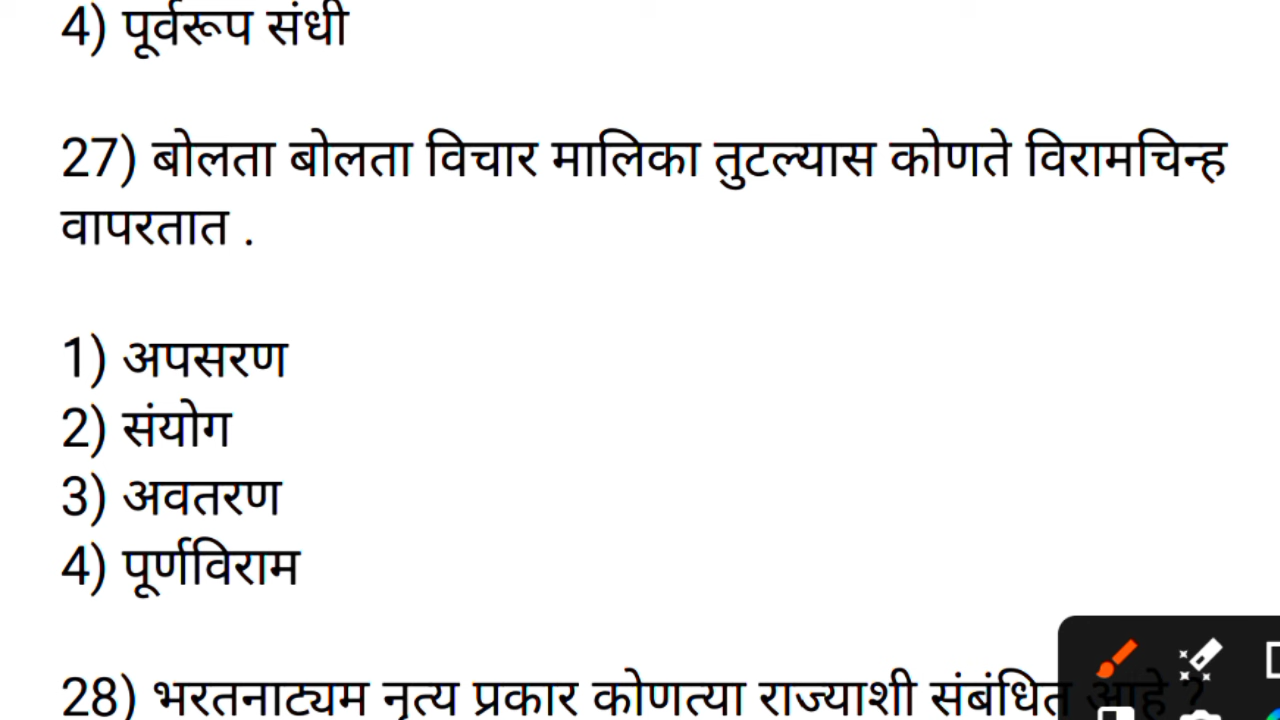 4) पूर्वरूप संधी
27) बोलता बोलता विचार मालिका तुटल्यास कोणते विरामचिन्ह
वापरतात .
1) अपसरण
2) संयोग
3) अवतरण
4) पूर्णविराम
28) भरतनाट्यम नृत्य प्रकार कोणत्या राज्याशी संबंधित आहे ?